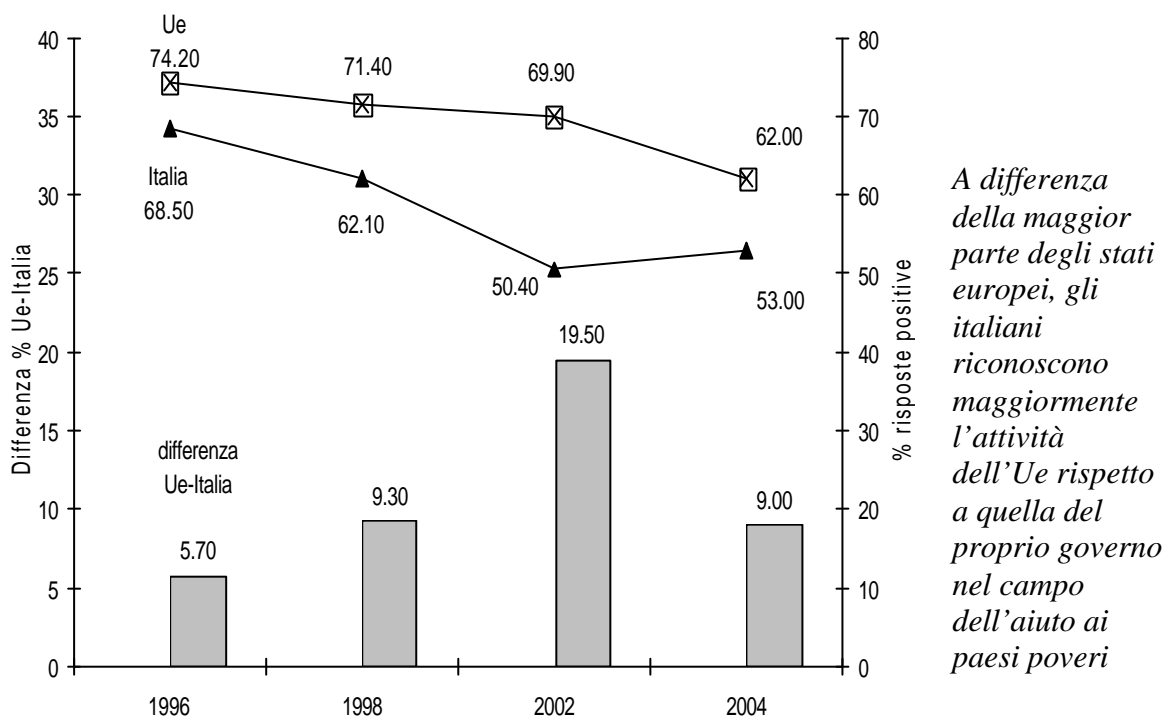 Ue
40
80
74.20
71.40
69.90
35
70
62.00
30
60
Italia
68.50
62.10
25
50
50.40
53.00
19.50
20
40
15
30
differenza
Ue-Italia
10
20
9.30
9.00
5.70
5
10
0
0
1996
1998
2002
2004
Differenza % Ue-Italia
% risposte positive
A differenza
della maggior
parte degli stati
europei, gli
italiani
riconoscono
maggiormente
l'attività
dell'Ue rispetto
a quella del
proprio governo
nel campo
dell'aiuto ai
paesi poveri